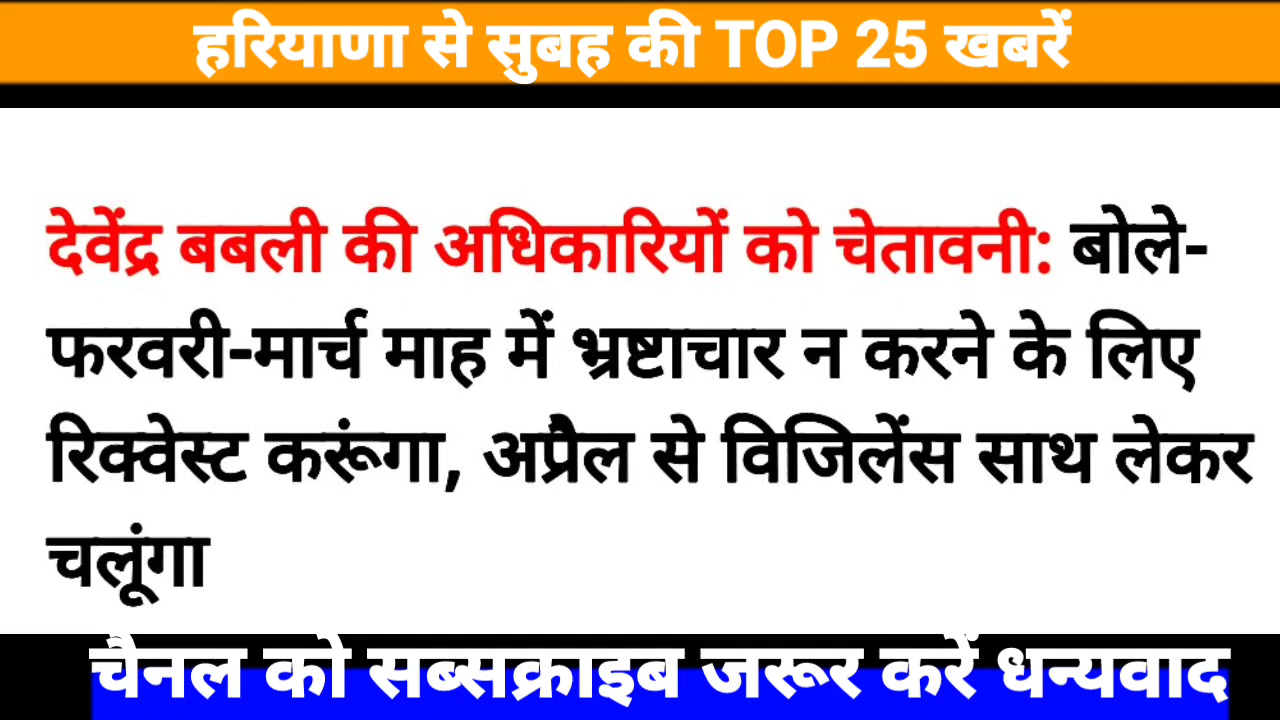 हरियाणा से सुबह की TOP 25 खबरें
देवेंद्र बबली की अधिकारियों को चेतावनी: बोले-
फरवरी-मार्च माह में भ्रष्टाचार न करने के लिए
रिक्वेस्ट करूंगा, अप्रैल से विजिलेंस साथ लेकर
चलूंगा
चैनल को सब्सक्राइब जरूर करें धन्यवाद